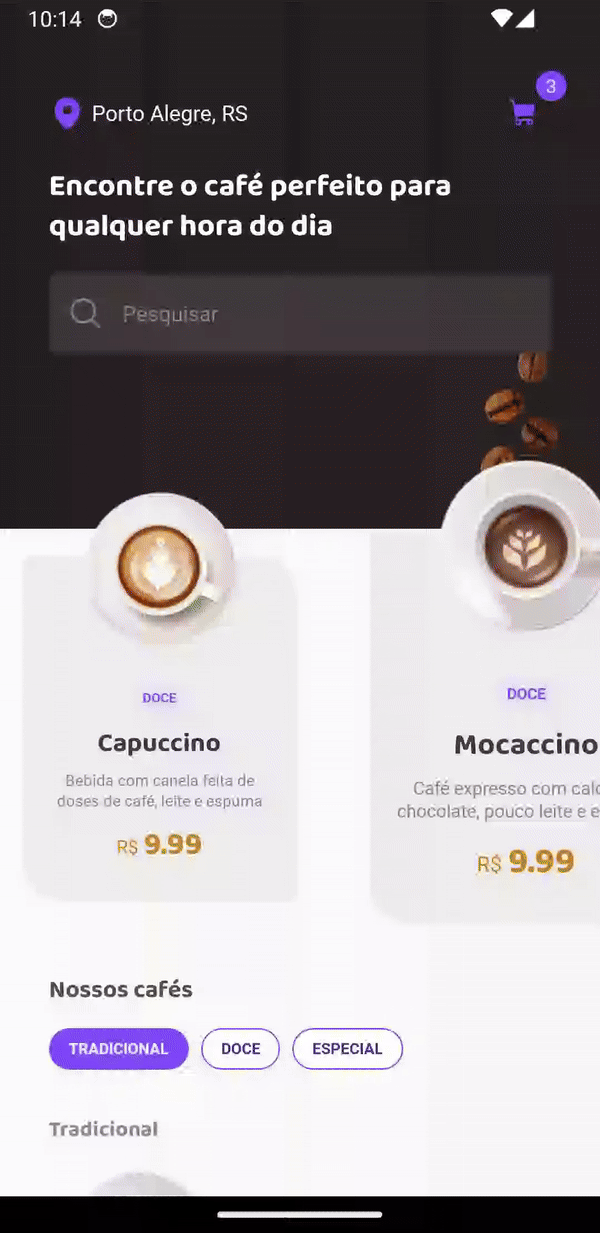 10:14
3
Porto Alegre, RS
Encontre o café perfeito para
qualquer hora do dia
Pesquisar
DOCE
Capuccino
Bebida com canela feita de
doses de café, leite e espuma
R$ 9.99
DOCE
Mocaccino
Café expresso com
chocolate, pouco leite e
R$ 9.99
Nossos cafés
TRADICIONAL
DOCE
ESPECIAL
Tradicional